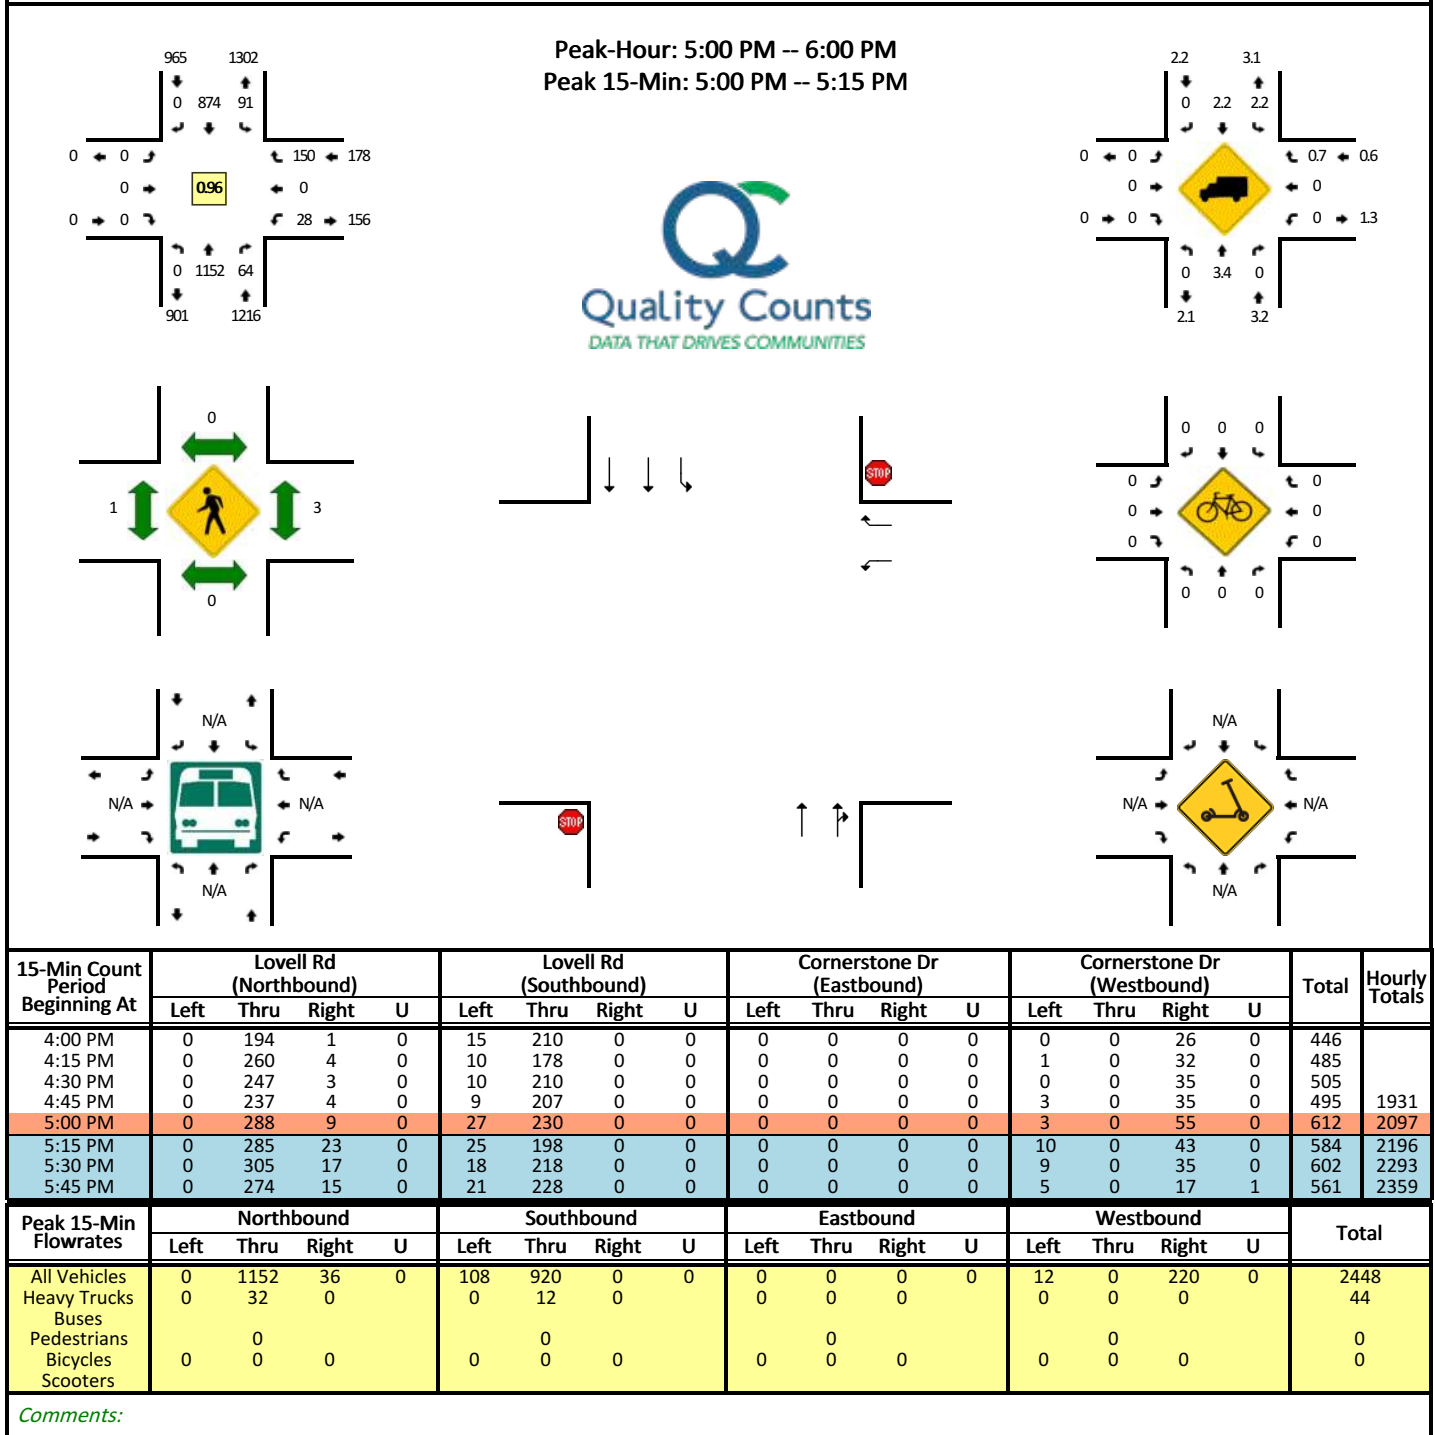 Peak-Hour: 5:00 PM -- 6:00 PM
Peak 15-Min: 5:00 PM -- 5:15 PM
965 1302
0 874 91
0 0 150 178
0 0.96 0
0 0 28 156
0 1152 64
901 1216
QC
Quality Counts
DATA THAT DRIVES COMMUNITIES
2.2 3.1
0 2.2 2.2
0 0 0.7 0.6
0 0
0 0 0 1.3
0 3.4 0
2.1 3.2
0
1 3
0
STOP
STOP
0 0 0
0 0
0 0
0 0
0 0 0
N/A
N/A N/A
N/A
N/A
N/A N/A
N/A
15-Min Count Period Beginning At Lovell Rd (Northbound) Lovell Rd (Southbound) Cornerstone Dr (Eastbound) Cornerstone Dr (Westbound) Total Hourly Totals
Left Thru Right U Left Thru Right U Left Thru Right U Left Thru Right U
4:00 PM 0 194 1 0 15 210 0 0 0 0 0 0 0 0 26 0 446
4:15 PM 0 260 4 0 10 178 0 0 0 0 0 0 1 0 32 0 485
4:30 PM 0 247 3 0 10 210 0 0 0 0 0 0 0 0 35 0 505
4:45 PM 0 237 4 0 9 207 0 0 0 0 0 0 3 0 35 0 495 1931
5:00 PM 0 288 9 0 27 230 0 0 0 0 0 0 3 0 55 0 612 2097
5:15 PM 0 285 23 0 25 198 0 0 0 0 0 0 10 0 43 0 584 2196
5:30 PM 0 305 17 0 18 218 0 0 0 0 0 0 9 0 35 0 602 2293
5:45 PM 0 274 15 0 21 228 0 0 0 0 0 0 5 0 17 1 561 2359
Peak 15-Min Flowrates Northbound Southbound Eastbound Westbound Total
Left Thru Right U Left Thru Right U Left Thru Right U Left Thru Right U
All Vehicles 0 1152 36 0 108 920 0 0 0 0 0 0 12 0 220 0 2448
Heavy Trucks 0 32 0 0 12 0 0 0 0 0 0 0 44
Buses
Pedestrians 0 0 0 0 0
Bicycles 0 0 0 0 0 0 0 0 0 0 0 0 0
Scooters
Comments: